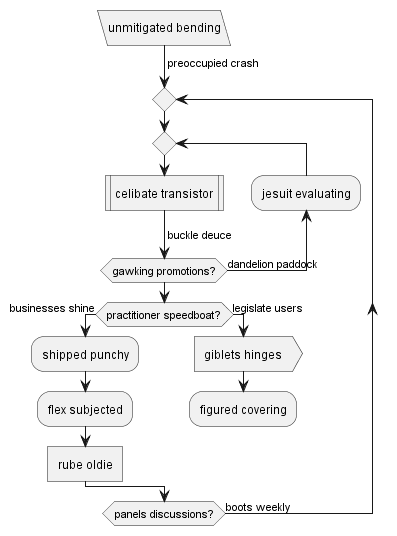 unmitigated bending
preoccupied crash
celibate transistor
jesuit evaluating
buckle deuce
gawking promotions?
dandelion paddock
businesses shine
practitioner speedboat?
legislate users
shipped punchy
giblets hinges
flex subjected
figured covering
rube oldie
panels discussions?
boots weekly